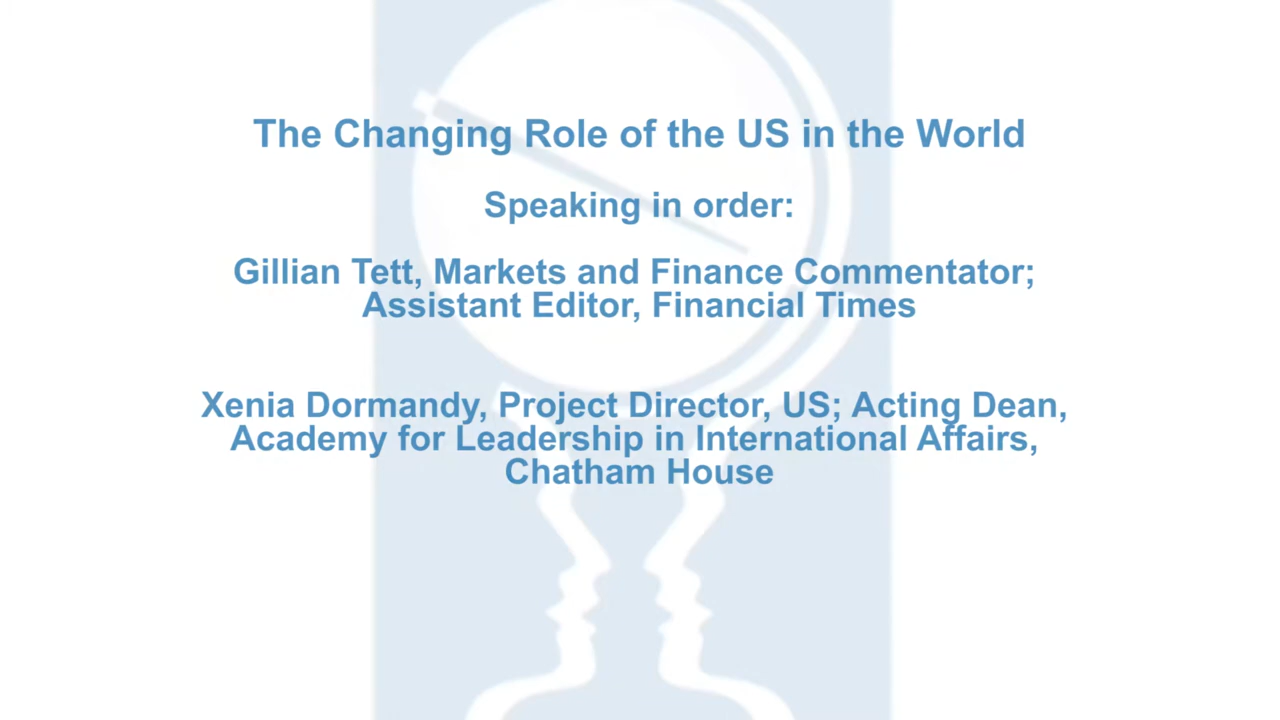 The Changing Role of the US in the World
Speaking in order:
Gillian Tett, Markets and Finance Commentator;
Assistant Editor, Financial Times
Xenia Dormandy, Project Director, US; Acting Dean,
Academy for Leadership in International Affairs,
Chatham House